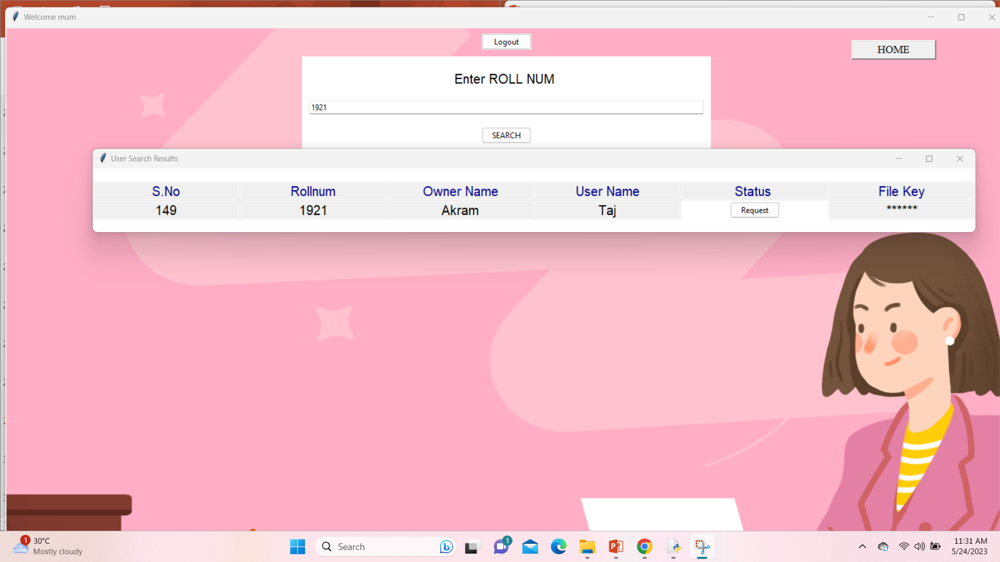 Welcome mum
Logout
HOME
Enter ROLL NUM
1921
SEARCH
User Search Results
S.No Rollnum Owner Name User Name Status File Key
149 1921 Akram Taj Request ******
1
30°C
Mostly cloudy
Search
1
11:31 AM
5/24/2023